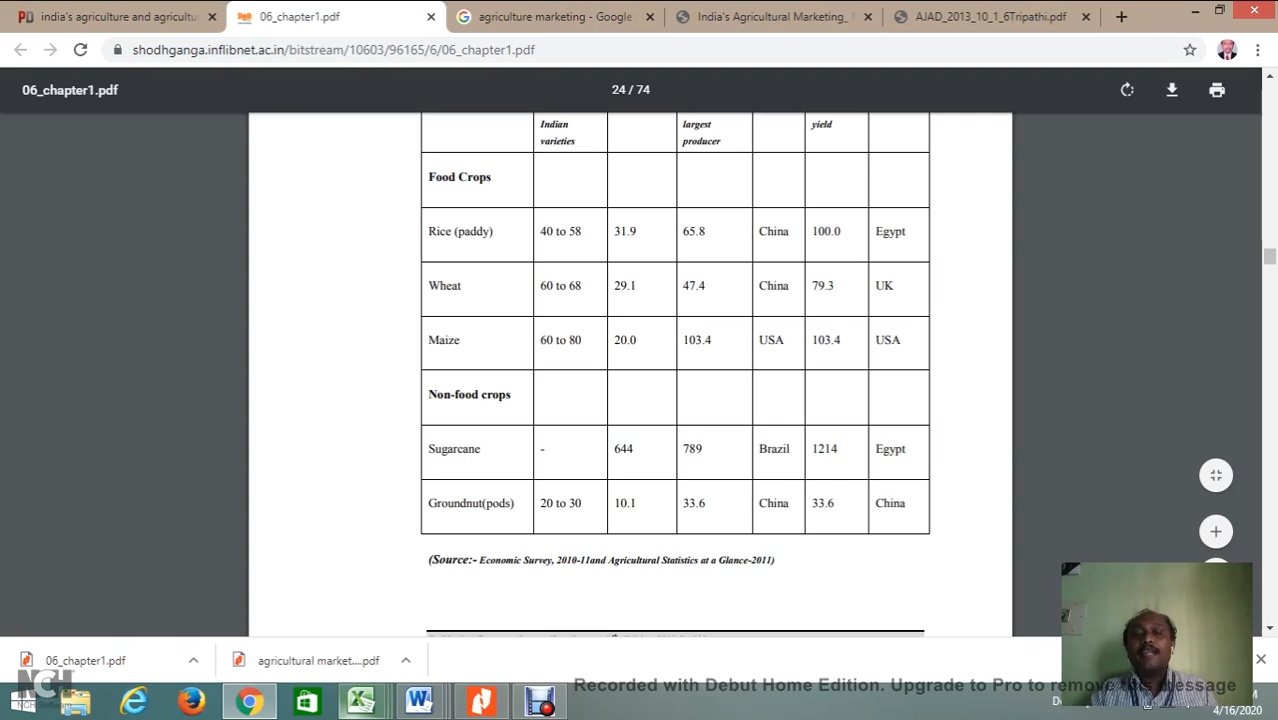 india's agriculture and agricultu
06_chapter1.pdf
agriculture marketing - Google
India's Agricultural Marketing_
AJAD_2013_10_1_6Tripathi.pdf
shodhganga.inflibnet.ac.in/bitstream/10603/96165/6/06_chapter1.pdf
06_chapter1.pdf
24 / 74
Indian varieties
largest producer
yield
Food Crops
Rice (paddy) 40 to 58 31.9 65.8 China 100.0 Egypt
Wheat 60 to 68 29.1 47.4 China 79.3 UK
Maize 60 to 80 20.0 103.4 USA 103.4 USA
Non-food crops
Sugarcane - 644 789 Brazil 1214 Egypt
Groundnut(pods) 20 to 30 10.1 33.6 China 33.6 China
(Source:- Economic Survey, 2010-11and Agricultural Statistics at a Glance-2011)
06_chapter1.pdf
agricultural market....pdf
NCH
NCH Software
Recorded with Debut Home Edition. Upgrade to Pro to remove this message
4/16/2020